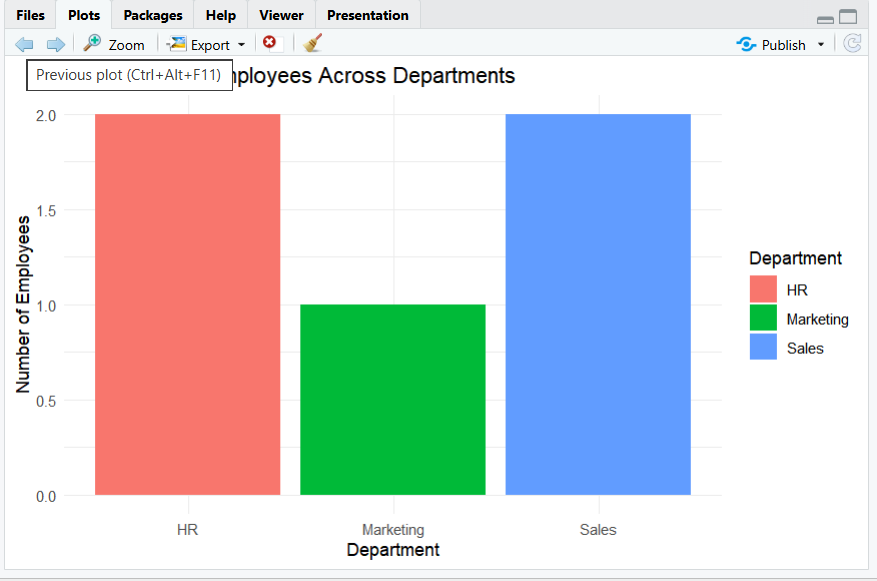 Files Plots Packages Help Viewer Presentation
Zoom Export Publish
Previous plot (Ctrl+Alt+F11)
mployees Across Departments
2.0
1.5
1.0
0.5
0.0
Number of Employees
HR Marketing Sales
Department
Department
HR
Marketing
Sales